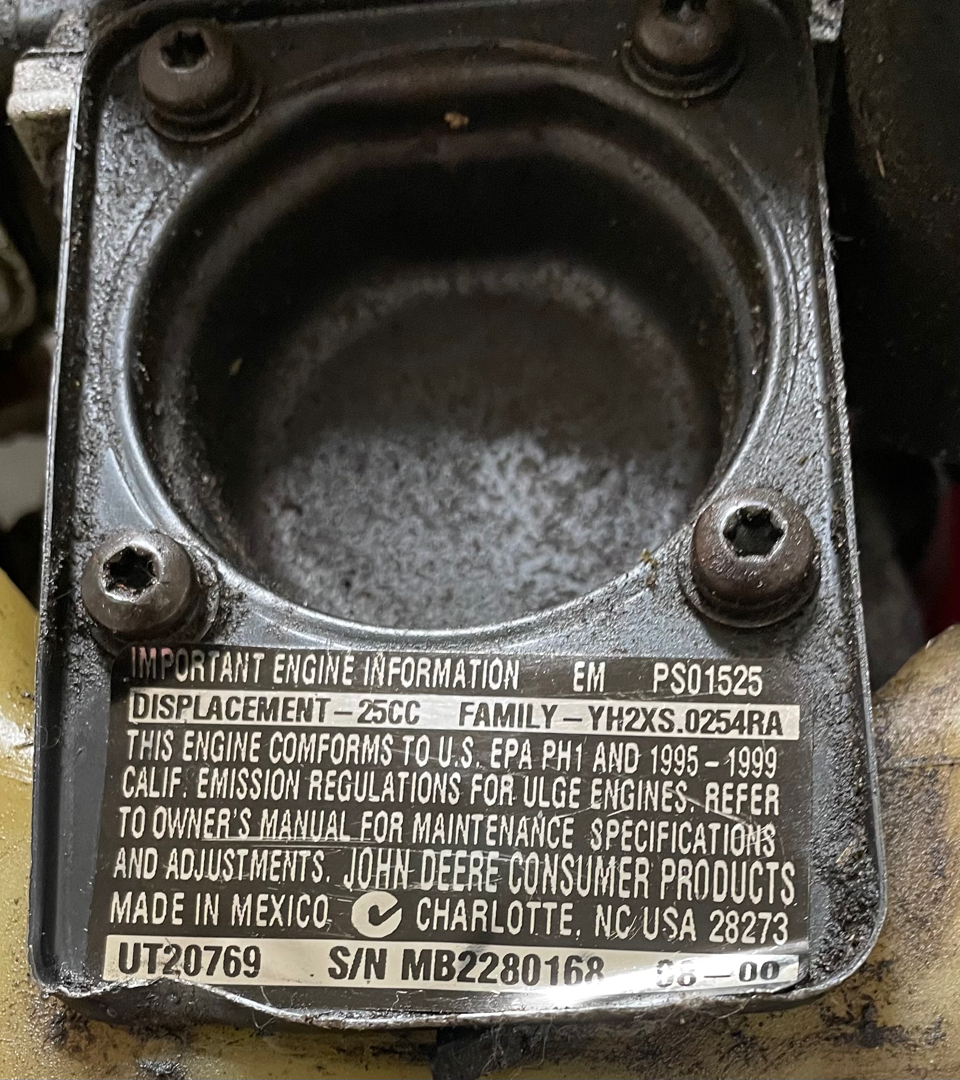 IMPORTANT ENGINE INFORMATION EM PS01525
DISPLACEMENT-25CC FAMILY-YH2XS.0254RA
THIS ENGINE COMFORMS TO U.S. EPA PH1 AND 1995-1999
CALIF. EMISSION REGULATIONS FOR ULGE ENGINES. REFER
TO OWNER'S MANUAL FOR MAINTENANCE SPECIFICATIONS
AND ADJUSTMENTS. JOHN DEERE CONSUMER PRODUCTS
MADE IN MEXICO CHARLOTTE, NC USA 28273
UT20769 S/N MB2280168